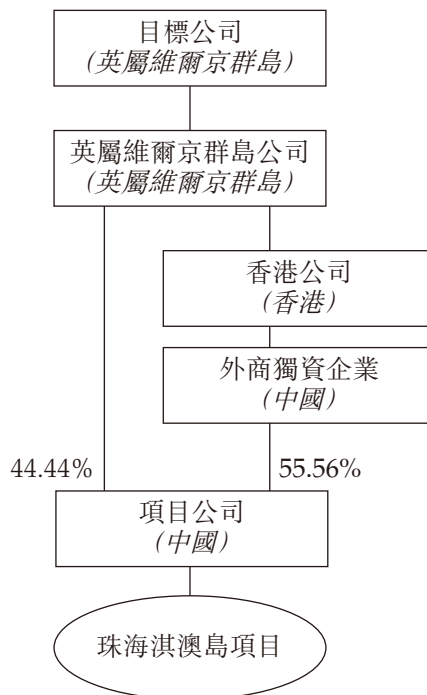 目標公司
(英屬維爾京群島)
英屬維爾京群島公司
(英屬維爾京群島)
香港公司
(香港)
外商獨資企業
(中國)
44.44%
55.56%
項目公司
(中國)
珠海淇澳島項目